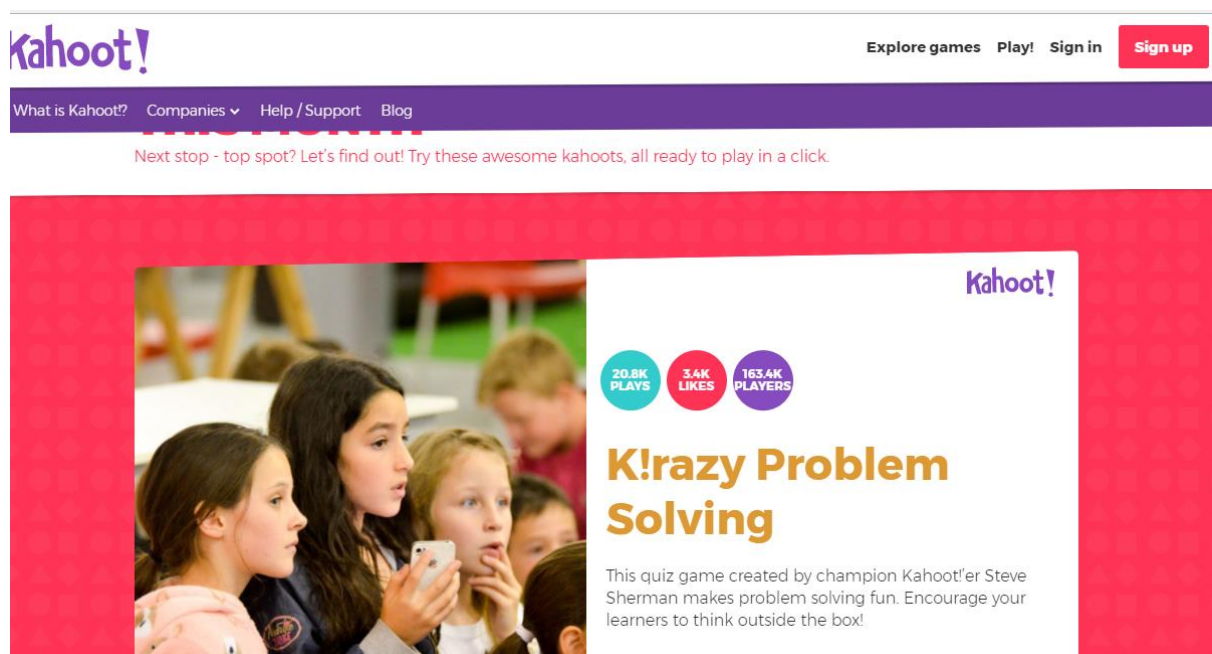 Kahoot!
Explore games Play! Sign in Sign up
What is Kahoot!? Companies Help / Support Blog
Next stop - top spot? Let's find out! Try these awesome kahoots, all ready to play in a click.
Kahoot!
20.8K
PLAYS
3.4K
LIKES
163.4K
PLAYERS
K!razy Problem
Solving
This quiz game created by champion Kahoot!'er Steve
Sherman makes problem solving fun. Encourage your
learners to think outside the box!